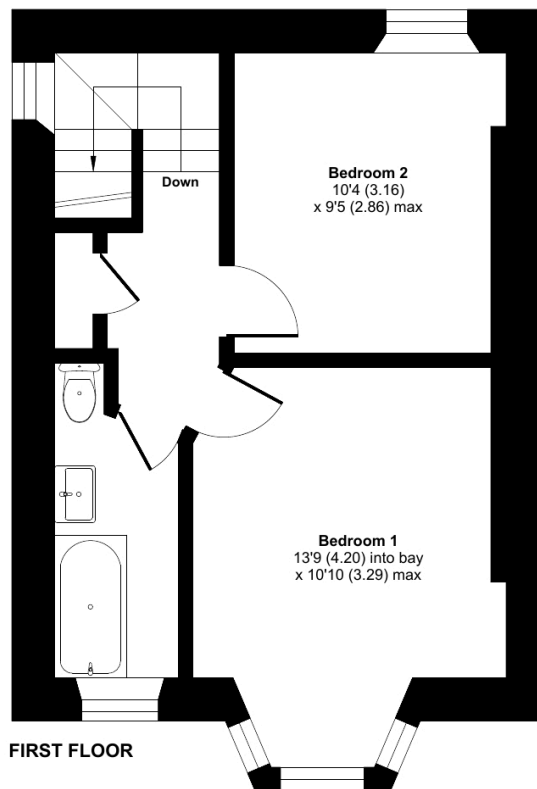 Down
Bedroom 2
10'4 (3.16)
x 9'5 (2.86) max
Bedroom 1
13'9 (4.20) into bay
x 10'10 (3.29) max
FIRST FLOOR